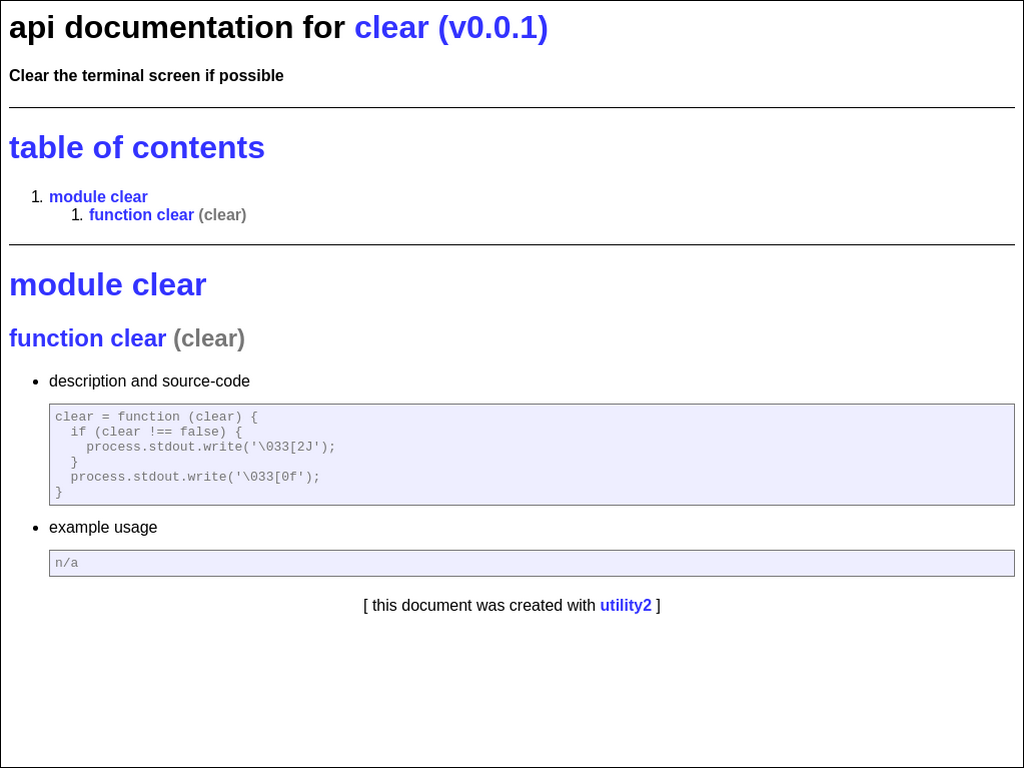 api documentation for clear (v0.0.1)
Clear the terminal screen if possible
table of contents
1. module clear
1. function clear (clear)
module clear
function clear (clear)
• description and source-code
clear = function (clear) {
  if (clear !== false) {
    process.stdout.write('\033[2J');
  }
  process.stdout.write('\033[0f');
}
• example usage
n/a
[ this document was created with utility2 ]